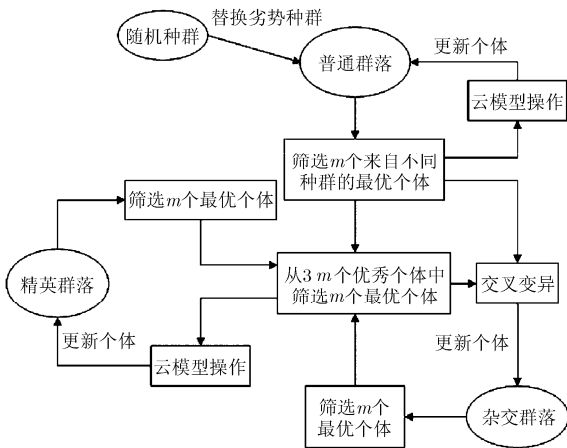 替换劣势种群
随机种群
普通群落
更新个体
云模型操作
筛选m个来自不同
种群的最优个体
筛选m个最优个体
精英群落
从3 m个优秀个体中
筛选m个最优个体
交叉变异
更新个体
云模型操作
更新个体
筛选m个
最优个体
杂交群落